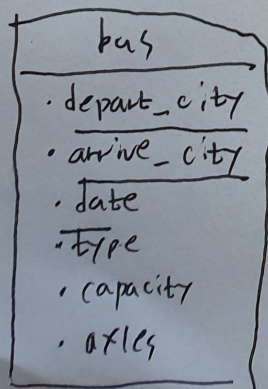 bus
· depart_city
· arrive_city
· date
· type
· capacity
· axles